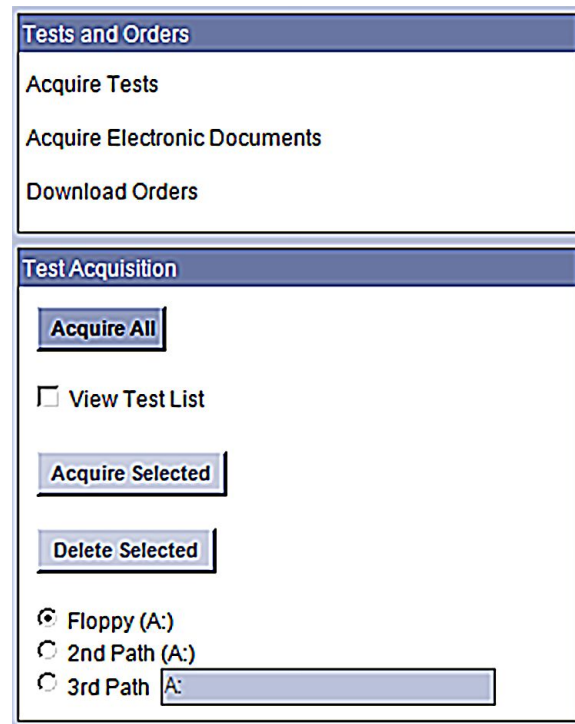 Tests and Orders
Acquire Tests
Acquire Electronic Documents
Download Orders
Test Acquisition
Acquire All
View Test List
Acquire Selected
Delete Selected
Floppy (A:)
2nd Path (A:)
3rd Path A: